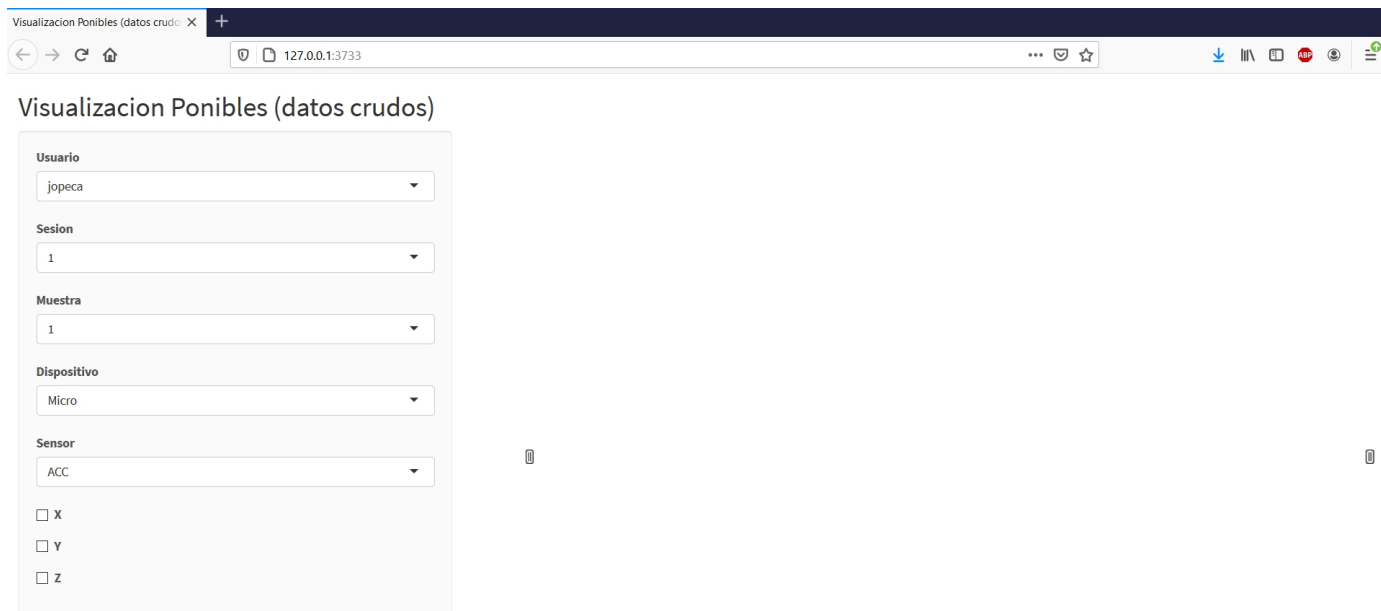 Visualizacion Ponibles (datos crudo
127.0.0.1:3733
ABP
Visualizacion Ponibles (datos crudos)
Usuario
jopeca
Sesion
1
Muestra
1
Dispositivo
Micro
Sensor
ACC
X
Y
Z